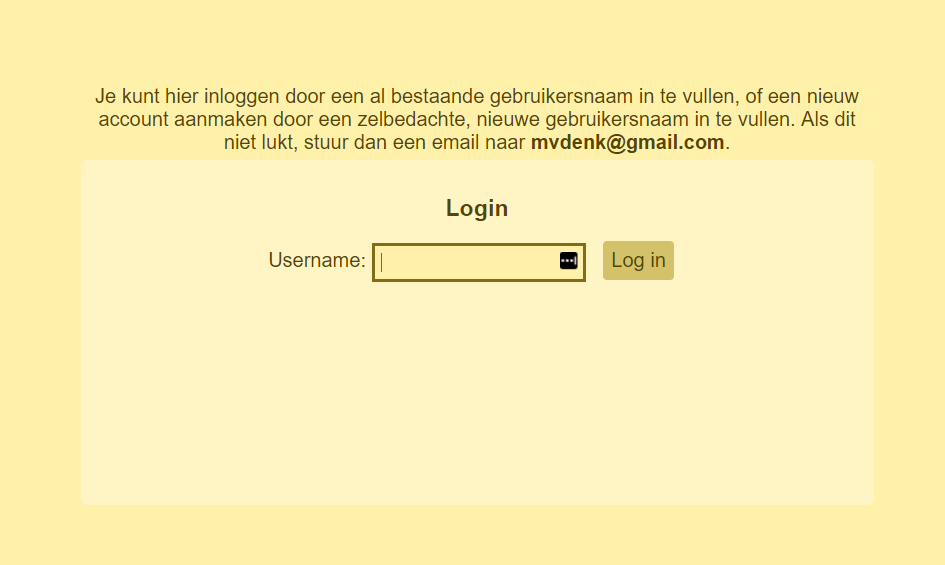 Je kunt hier inloggen door een al bestaande gebruikersnaam in te vullen, of een nieuw
account aanmaken door een zelbedachte, nieuwe gebruikersnaam in te vullen. Als dit
niet lukt, stuur dan een email naar mvdenk@gmail.com.
Login
Username: Log in